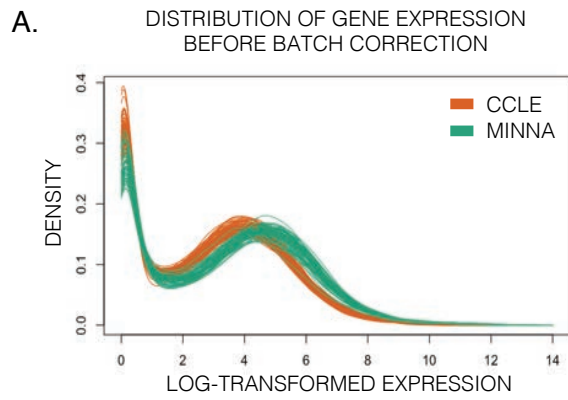 A.
DISTRIBUTION OF GENE EXPRESSION
BEFORE BATCH CORRECTION
CCLE
MINNA
DENSITY
0.4
0.3
0.2
0.1
0.0
0 2 4 6 8 10 12 14
LOG-TRANSFORMED EXPRESSION